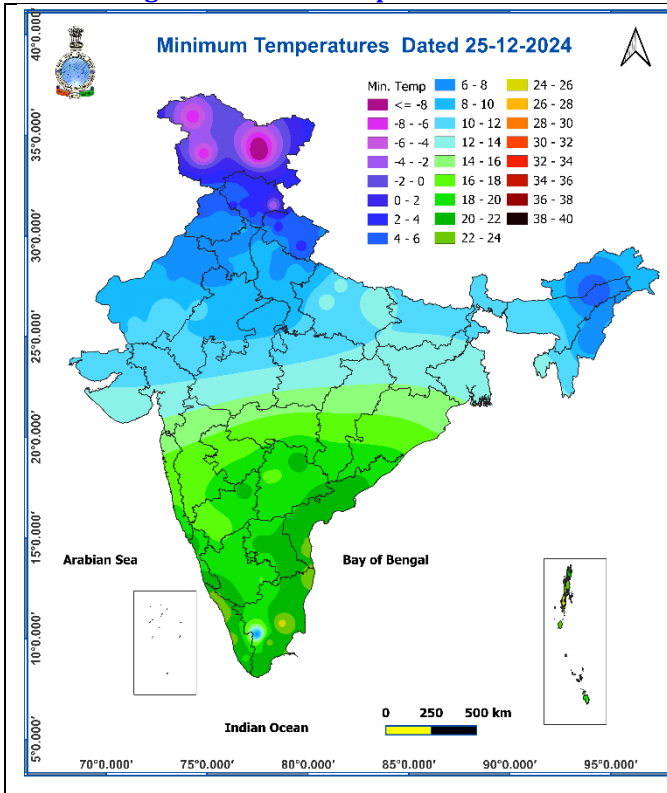 Minimum Temperatures Dated 25-12-2024
Min. Temp
<= -8
-8 - -6
-6 - -4
-4 - -2
-2 - 0
0 - 2
2 - 4
4 - 6
6 - 8
8 - 10
10 - 12
12 - 14
14 - 16
16 - 18
18 - 20
20 - 22
22 - 24
24 - 26
26 - 28
28 - 30
30 - 32
32 - 34
34 - 36
36 - 38
38 - 40
40°0.000'
35°0.000'
30°0.000'
25°0.000'
20°0.000'
15°0.000'
10°0.000'
5°0.000'
Arabian Sea
Bay of Bengal
Indian Ocean
0 250 500 km
70°0.000' 75°0.000' 80°0.000' 85°0.000' 90°0.000' 95°0.000'